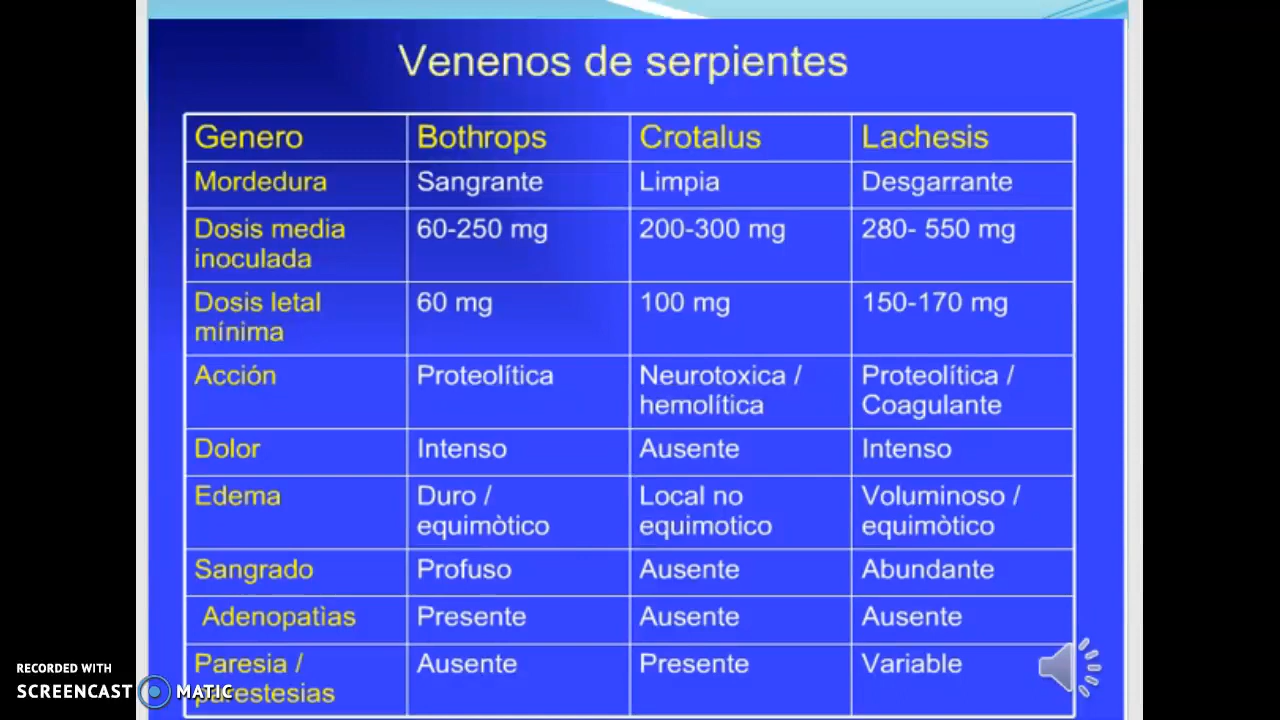 Venenos de serpientes
Genero Bothrops Crotalus Lachesis
Mordedura Sangrante Limpia Desgarrante
Dosis media 60-250 mg 200-300 mg 280- 550 mg
inoculada
Dosis letal 60 mg 100 mg 150-170 mg
mínima
Acción Proteolítica Neurotoxica / Proteolítica /
hemolítica Coagulante
Dolor Intenso Ausente Intenso
Edema Duro / Local no Voluminoso /
equimòtico equimotico equimòtico
Sangrado Profuso Ausente Abundante
Adenopatìas Presente Ausente Ausente
Paresia / Ausente Presente Variable
parestesias
RECORDED WITH
SCREENCAST MATIC